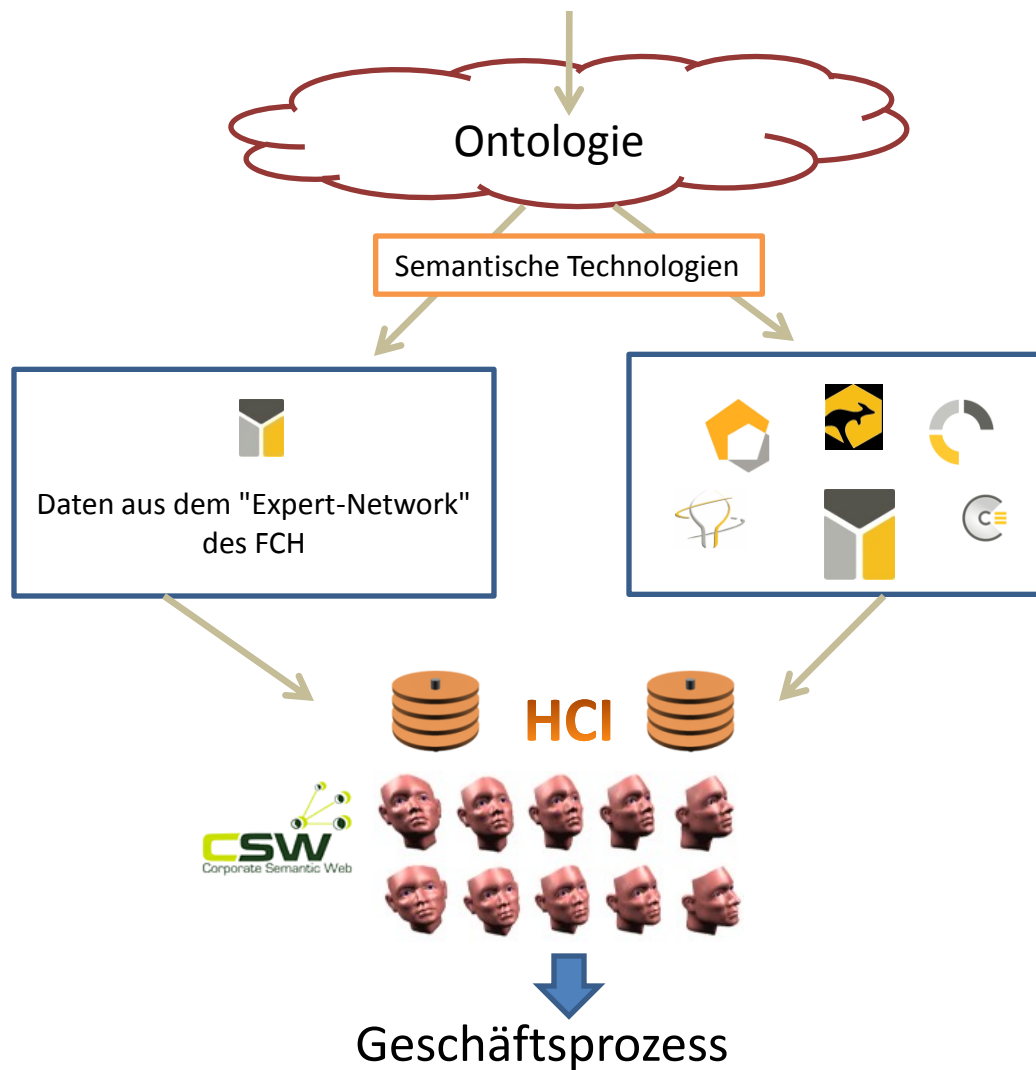 Ontologie
Semantische Technologien
Daten aus dem "Expert-Network"
des FCH
C
HCI
CSW
Corporate Semantic Web
Geschäftsprozess